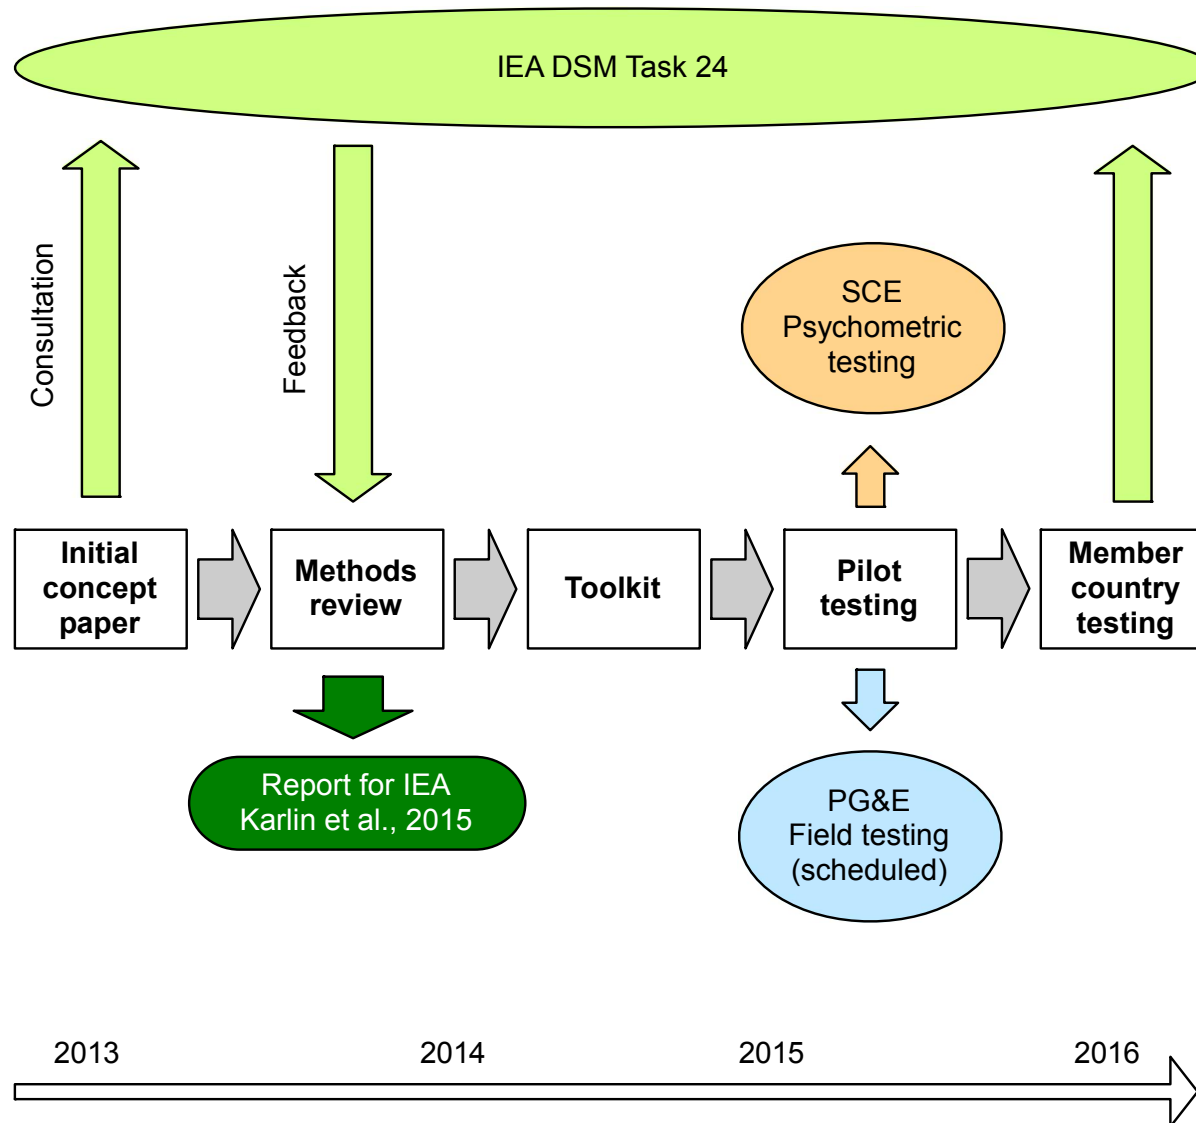 IEA DSM Task 24
Consultation
Feedback
SCE
Psychometric
testing
Initial
concept
paper
Methods
review
Toolkit
Pilot
testing
Member
country
testing
Report for IEA
Karlin et al., 2015
PG&E
Field testing
(scheduled)
2013
2014
2015
2016